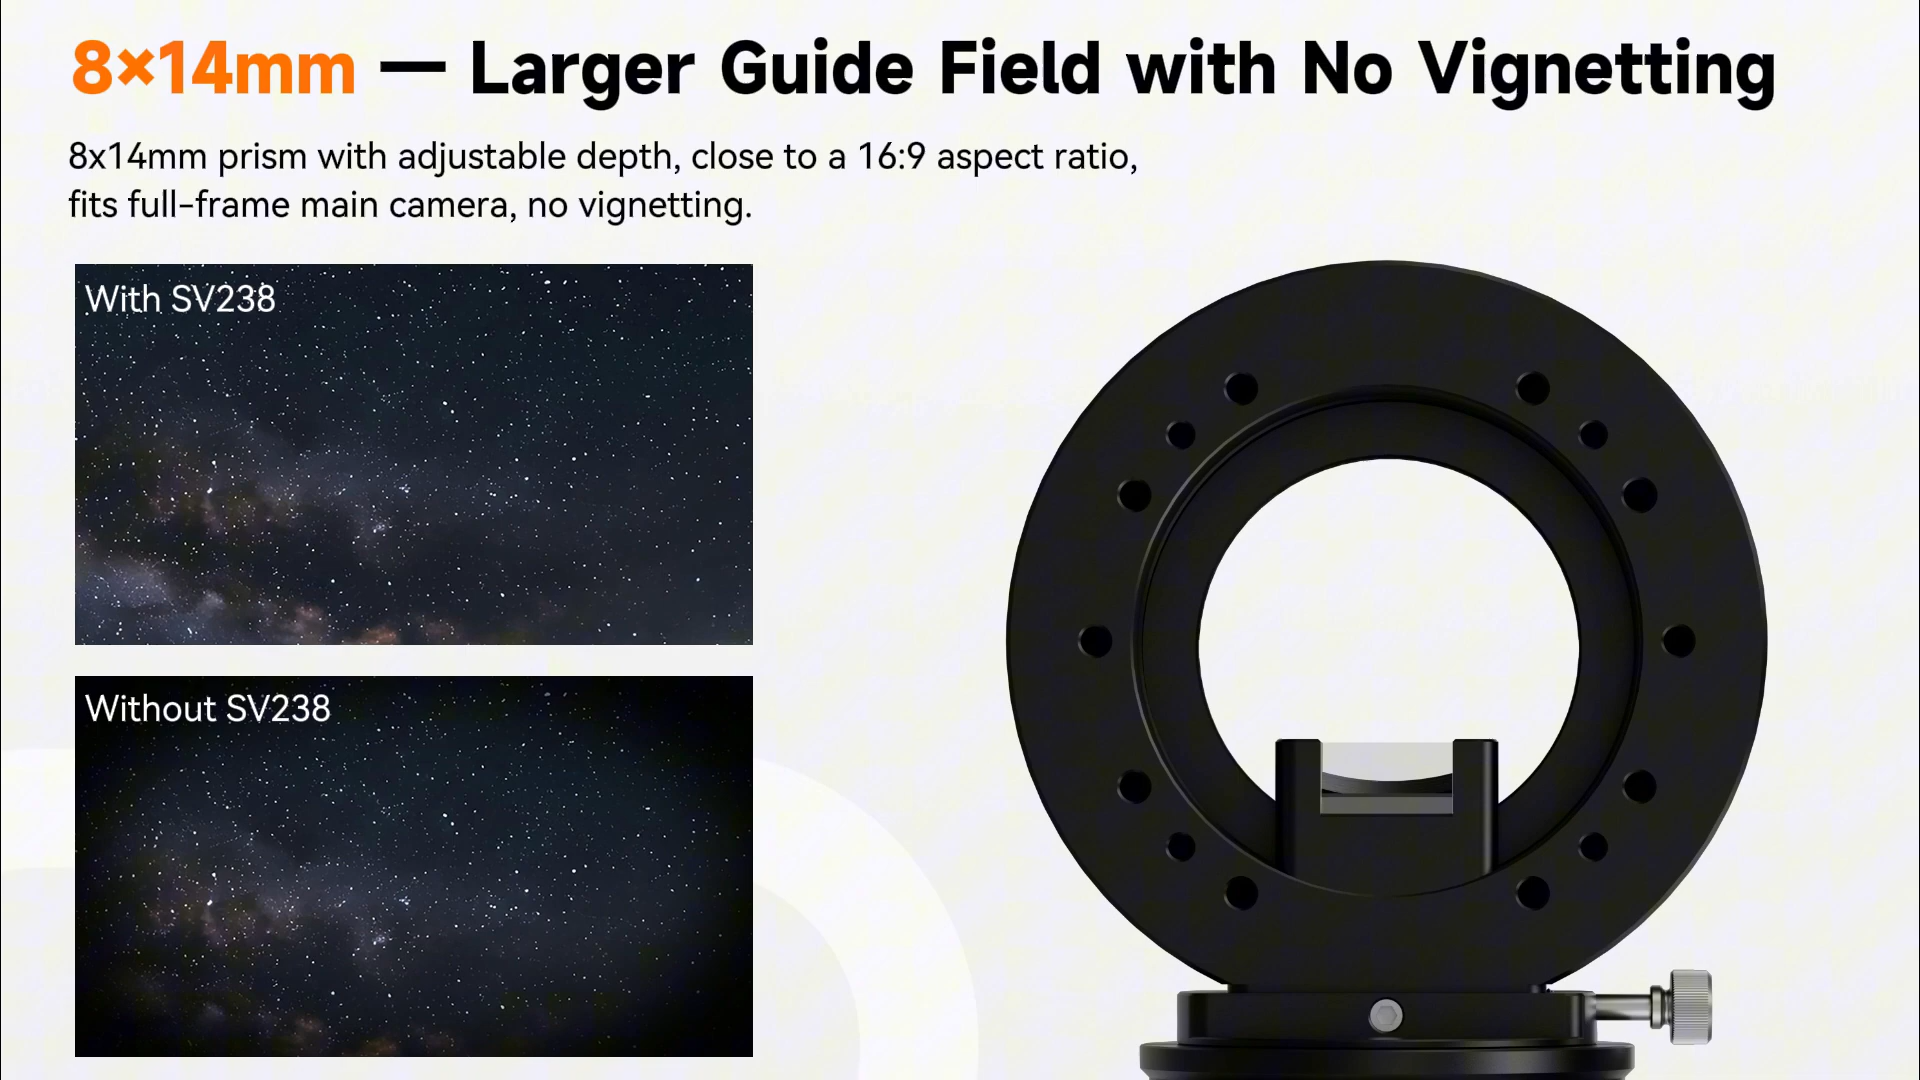 8×14mm — Larger Guide Field with No Vignetting
8x14mm prism with adjustable depth, close to a 16:9 aspect ratio,
fits full-frame main camera, no vignetting.
With SV238
Without SV238